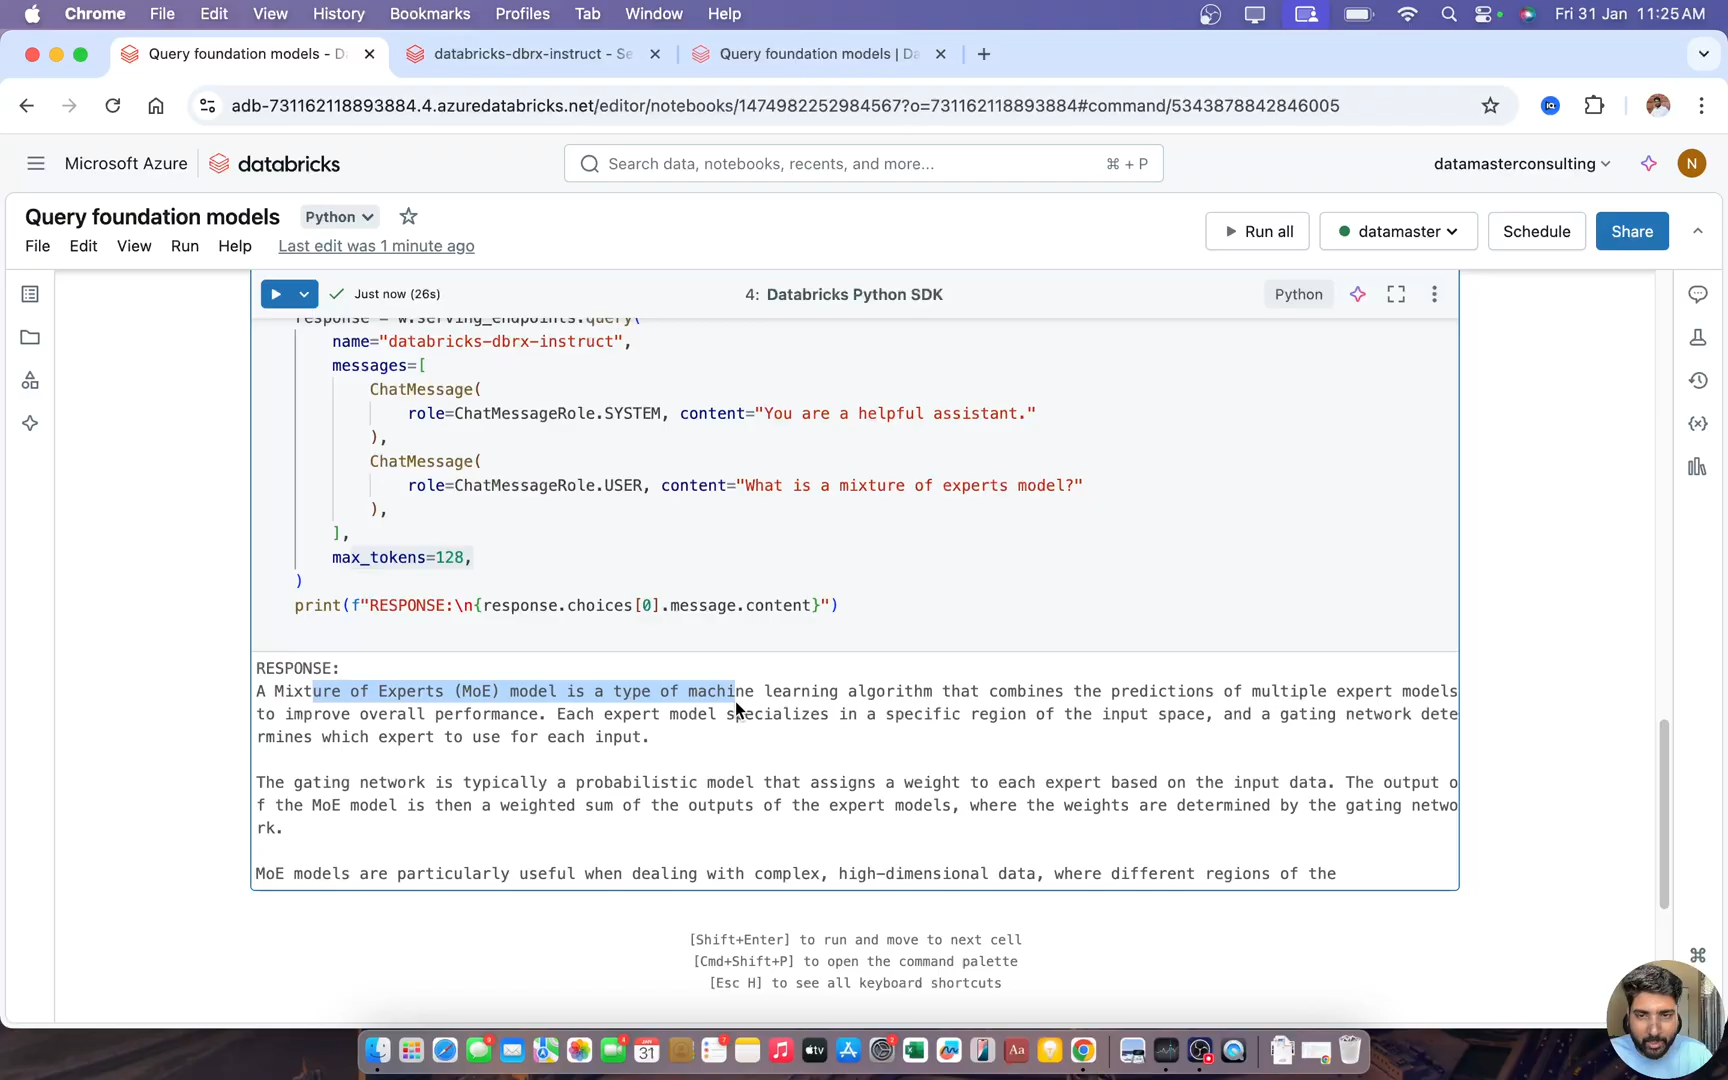 Chrome File Edit View History Bookmarks Profiles Tab Window Help Fri 31 Jan 11:25 AM
Query foundation models - D
databricks-dbrx-instruct - Se
Query foundation models | Da
adb-731162118893884.4.azuredatabricks.net/editor/notebooks/1474982252984567?o=731162118893884#command/5343878842846005
Microsoft Azure databricks Search data, notebooks, recents, and more... ⌘ + P datamasterconsulting N
Query foundation models Python
File Edit View Run Help Last edit was 1 minute ago
Run all datamaster Schedule Share
Just now (26s) 4: Databricks Python SDK Python
response = w.serving_endpoints.query(
name="databricks-dbrx-instruct",
messages=[
ChatMessage(
role=ChatMessageRole.SYSTEM, content="You are a helpful assistant."
),
ChatMessage(
role=ChatMessageRole.USER, content="What is a mixture of experts model?"
),
],
max_tokens=128,
)
print(f"RESPONSE:\n{response.choices[0].message.content}")
RESPONSE:
A Mixture of Experts (MoE) model is a type of machine learning algorithm that combines the predictions of multiple expert models
to improve overall performance. Each expert model specializes in a specific region of the input space, and a gating network dete
rmines which expert to use for each input.
The gating network is typically a probabilistic model that assigns a weight to each expert based on the input data. The output o
f the MoE model is then a weighted sum of the outputs of the expert models, where the weights are determined by the gating netwo
rk.
MoE models are particularly useful when dealing with complex, high-dimensional data, where different regions of the
[Shift+Enter] to run and move to next cell
[Cmd+Shift+P] to open the command palette
[Esc H] to see all keyboard shortcuts